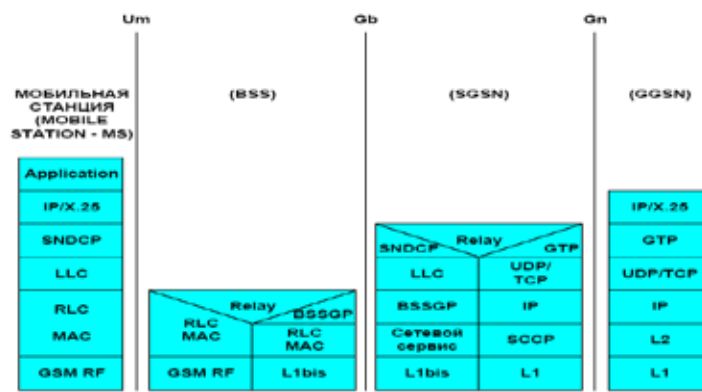 Um
Gb
Gn
МОБИЛЬНАЯ
СТАНЦИЯ
(MOBILE
STATION - MS)
(BSS)
(SGSN)
(GGSN)
Application
IP/X.25
SNDCP
LLC
RLC
MAC
GSM RF
Relay
BSSGP
RLC
MAC
RLC
MAC
GSM RF
L1bis
Relay
SNDCP
GTP
LLC
UDP/
TCP
BSSGP
IP
Сетевой
сервис
SCCP
L1bis
L1
IP/X.25
GTP
UDP/TCP
IP
L2
L1